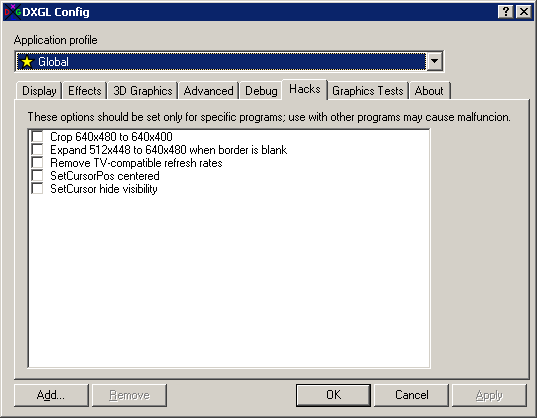 DXGL Config
Application profile
Global
Display Effects 3D Graphics Advanced Debug Hacks Graphics Tests About
These options should be set only for specific programs; use with other programs may cause malfuncion.
Crop 640x480 to 640x400
Expand 512x448 to 640x480 when border is blank
Remove TV-compatible refresh rates
SetCursorPos centered
SetCursor hide visibility
Add... Remove OK Cancel Apply